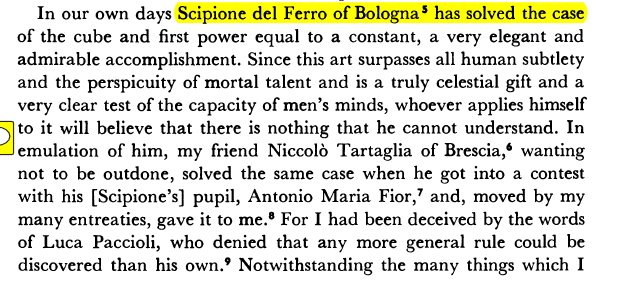 In our own days Scipione del Ferro of Bologna⁵ has solved the case
of the cube and first power equal to a constant, a very elegant and
admirable accomplishment. Since this art surpasses all human subtlety
and the perspicuity of mortal talent and is a truly celestial gift and a
very clear test of the capacity of men's minds, whoever applies himself
to it will believe that there is nothing that he cannot understand. In
emulation of him, my friend Niccolò Tartaglia of Brescia,⁶ wanting
not to be outdone, solved the same case when he got into a contest
with his [Scipione's] pupil, Antonio Maria Fior,⁷ and, moved by my
many entreaties, gave it to me.⁸ For I had been deceived by the words
of Luca Paccioli, who denied that any more general rule could be
discovered than his own.⁹ Notwithstanding the many things which I